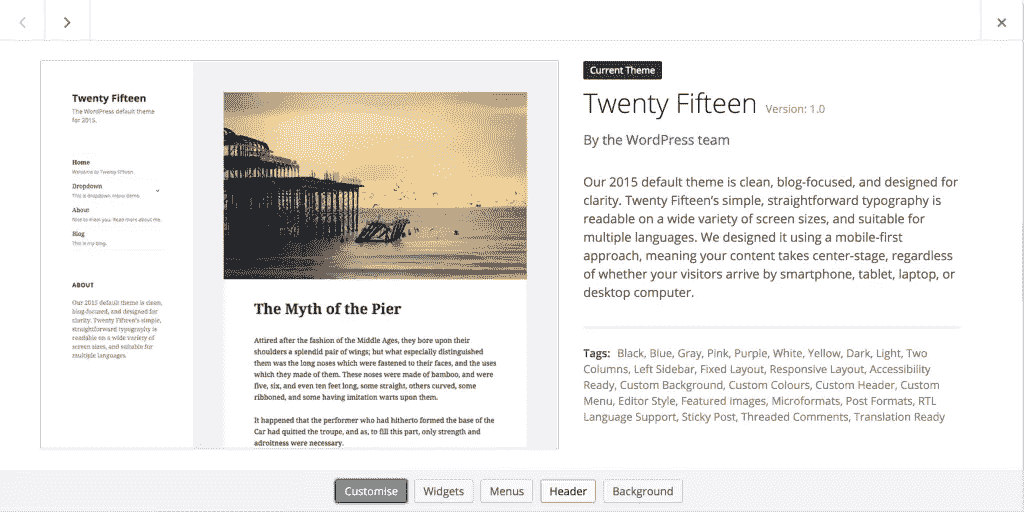 Twenty Fifteen
The WordPress default theme
for 2015.
Home
Welcome to Twenty Fifteen.
Dropdown
This is dropdown menu demo.
About
Nice to meet you. Read more about me.
Blog
This is my blog.
ABOUT
Our 2015 default theme is clean,
blog-focused, and designed for
clarity. Twenty Fifteen's simple,
straightforward typography is
readable on a wide variety of
screen sizes, and suitable for
multiple languages.
The Myth of the Pier
Attired after the fashion of the Middle Ages, they bore upon their
shoulders a splendid pair of wings; but what especially distinguished
them was the long noses which were fastened to their faces, and the uses
which they made of them. These noses were made of bamboo, and were
five, six, and even ten feet long, some straight, others curved, some
ribboned, and some having imitation warts upon them.
It happened that the performer who had hitherto formed the base of the
Car had quitted the troupe, and as, to fill this part, only strength and
adroitness were necessary.
Current Theme
Twenty Fifteen Version: 1.0
By the WordPress team
Our 2015 default theme is clean, blog-focused, and designed for
clarity. Twenty Fifteen's simple, straightforward typography is
readable on a wide variety of screen sizes, and suitable for
multiple languages. We designed it using a mobile-first
approach, meaning your content takes center-stage, regardless
of whether your visitors arrive by smartphone, tablet, laptop, or
desktop computer.
Tags: Black, Blue, Gray, Pink, Purple, White, Yellow, Dark, Light, Two
Columns, Left Sidebar, Fixed Layout, Responsive Layout, Accessibility
Ready, Custom Background, Custom Colours, Custom Header, Custom
Menu, Editor Style, Featured Images, Microformats, Post Formats, RTL
Language Support, Sticky Post, Threaded Comments, Translation Ready
Customise Widgets Menus Header Background